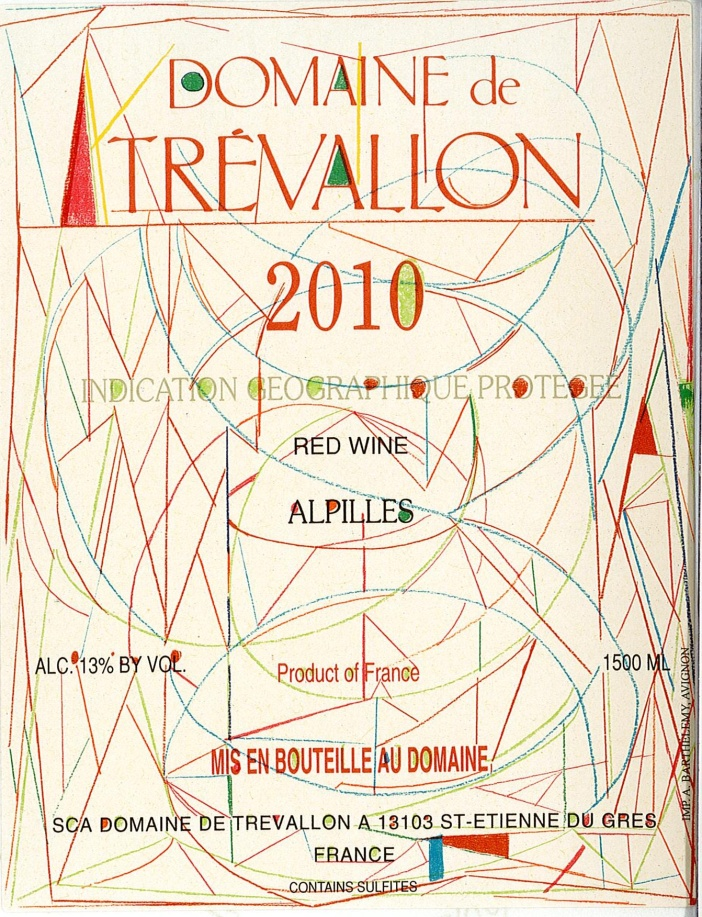 DOMAINE de
TRÉVALLON
2010
INDICATION GEOGRAPHIQUE PROTEGEE
RED WINE
ALPILLES
ALC. 13% BY VOL.
Product of France
1500 ML
MIS EN BOUTEILLE AU DOMAINE
SCA DOMAINE DE TREVALLON A 13103 ST-ETIENNE DU GRES
FRANCE
CONTAINS SULFITES
IMP. A. BARTHELEMY, AVIGNON